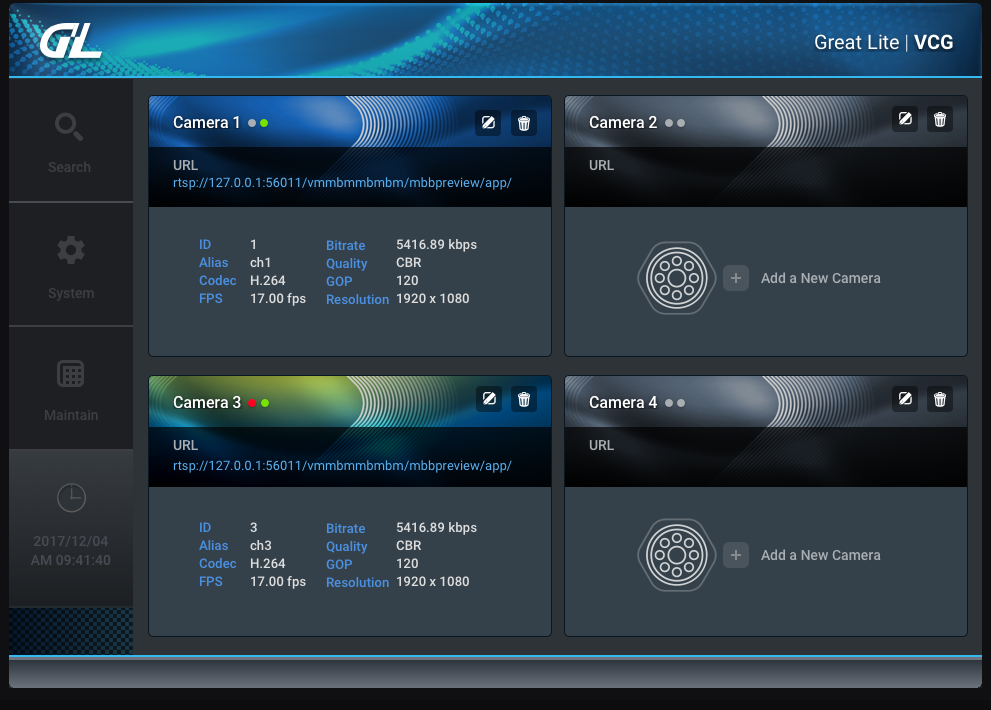 GL
Great Lite | VCG
Search
System
Maintain
2017/12/04
AM 09:41:40
Camera 1
URL
rtsp://127.0.0.1:56011/vmmbmmbmbm/mbbpreview/app/
ID 1 Bitrate 5416.89 kbps
Alias ch1 Quality CBR
Codec H.264 GOP 120
FPS 17.00 fps Resolution 1920 x 1080
Camera 2
URL
+ Add a New Camera
Camera 3
URL
rtsp://127.0.0.1:56011/vmmbmmbmbm/mbbpreview/app/
ID 3 Bitrate 5416.89 kbps
Alias ch3 Quality CBR
Codec H.264 GOP 120
FPS 17.00 fps Resolution 1920 x 1080
Camera 4
URL
+ Add a New Camera